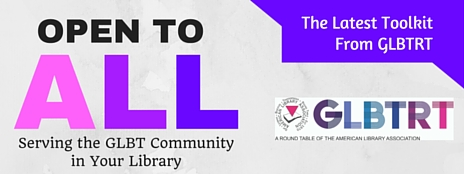 OPEN TO
ALL
Serving the GLBT Community
in Your Library
The Latest Toolkit
From GLBTRT
GLBTRT
A ROUND TABLE OF THE AMERICAN LIBRARY ASSOCIATION